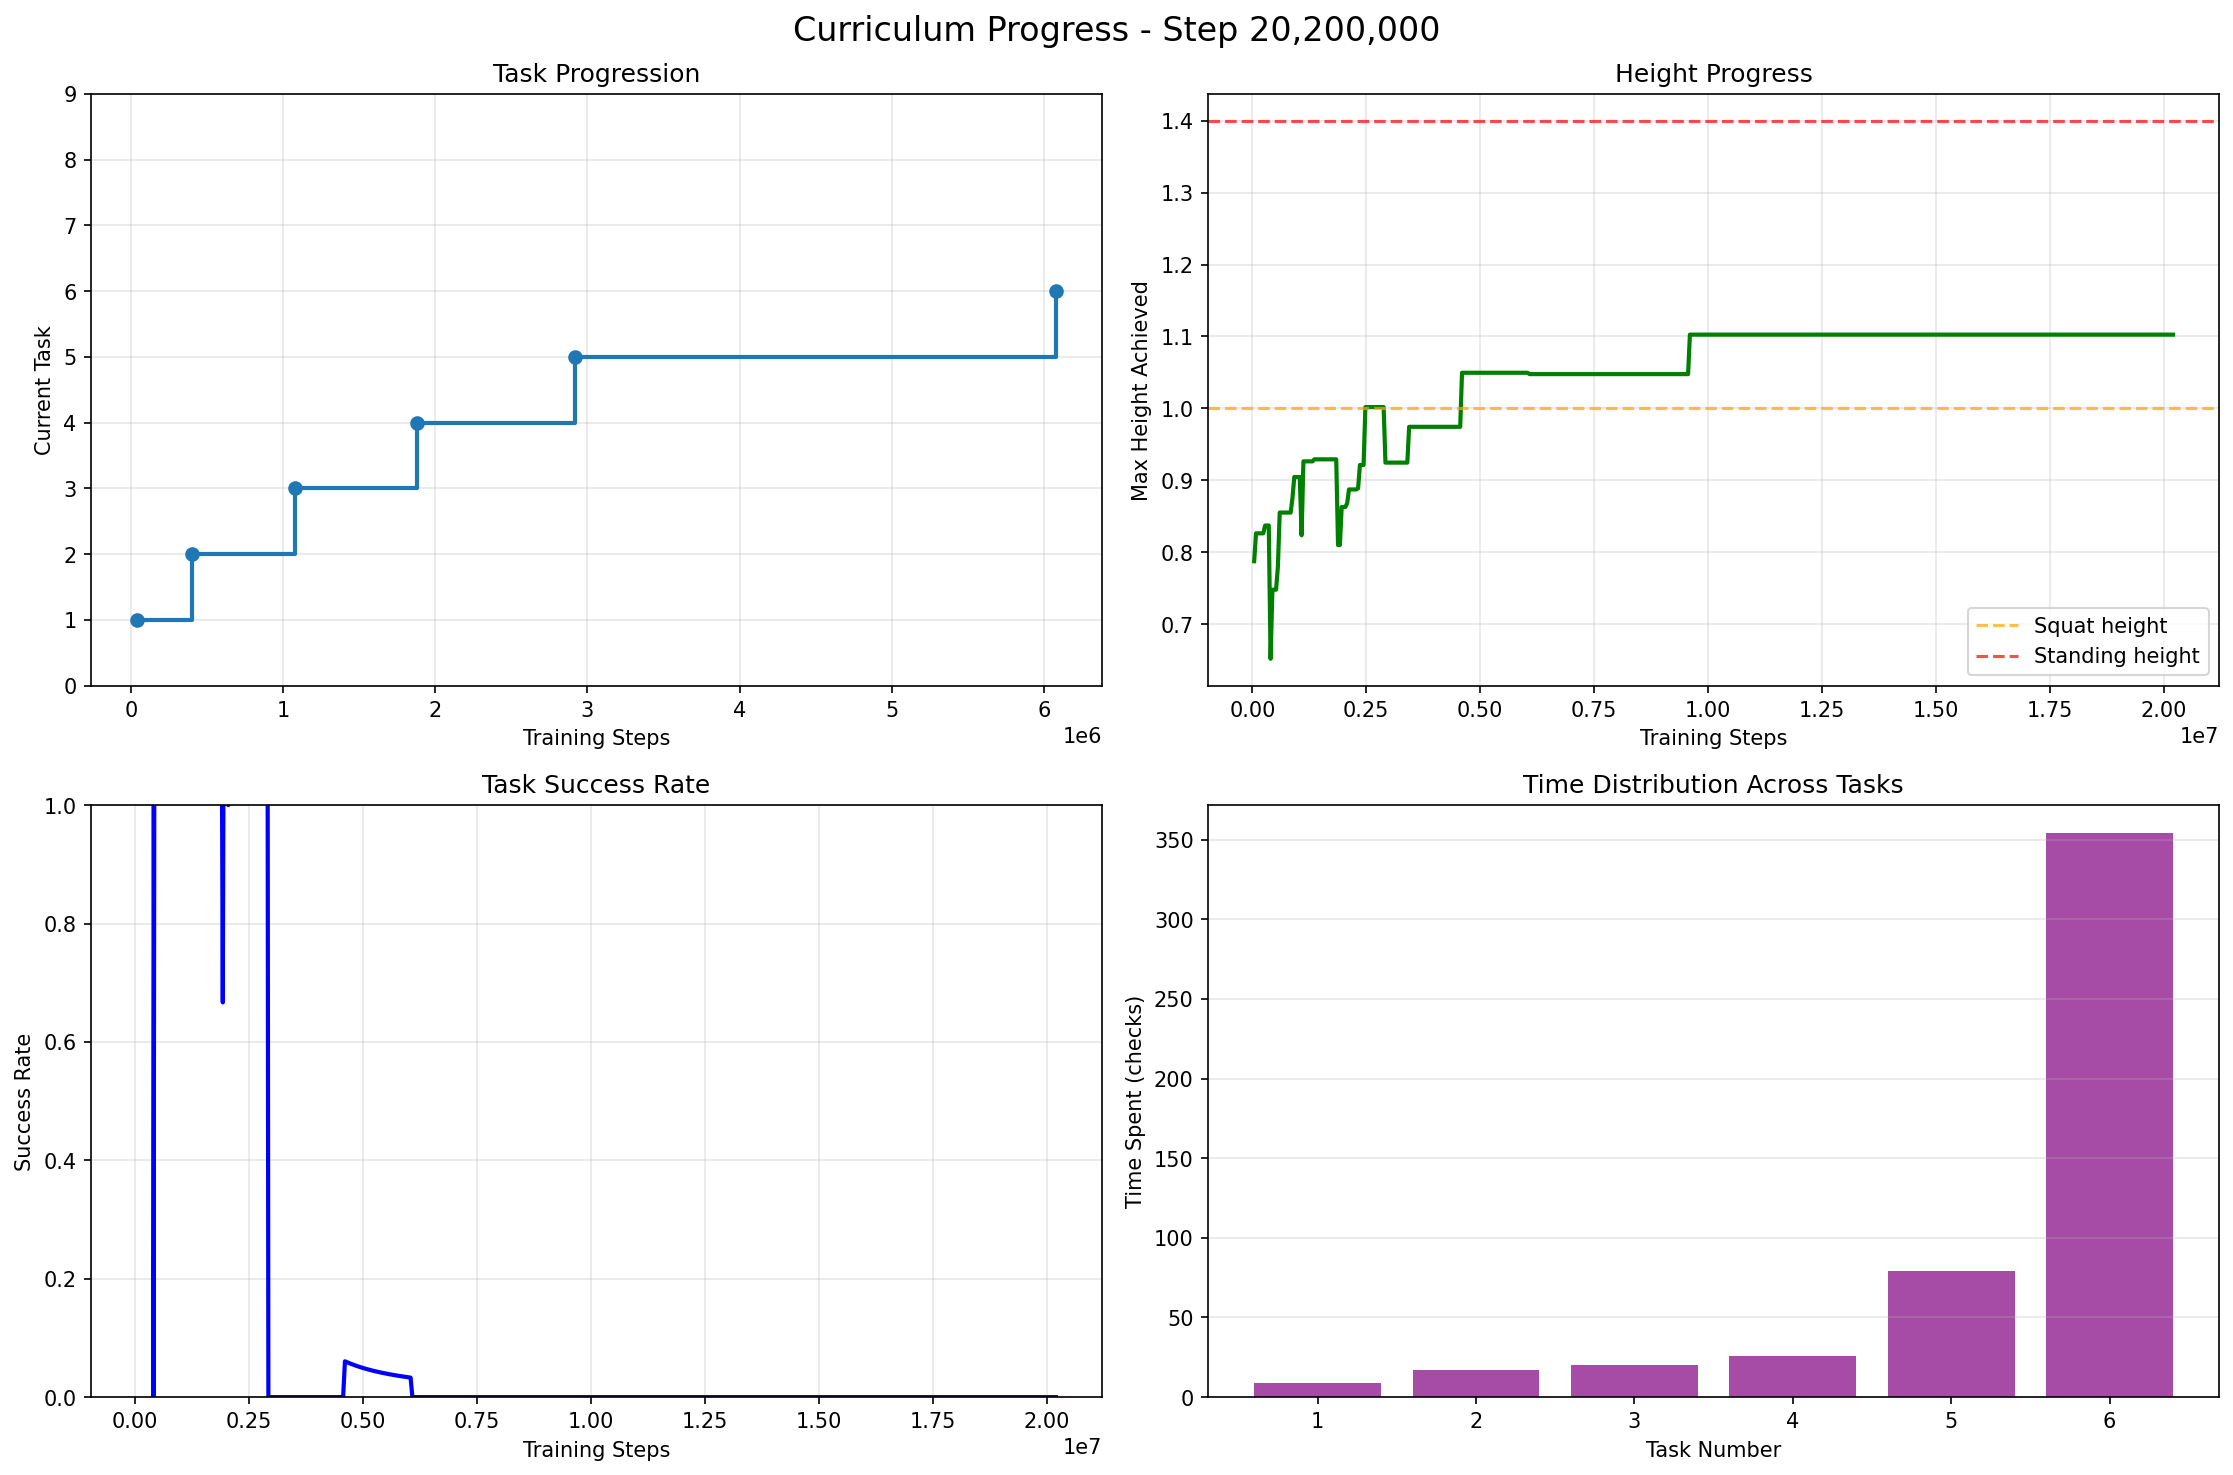 Curriculum Progress - Step 20,200,000
Task Progression
Current Task
9
8
7
6
5
4
3
2
1
0
0 1 2 3 4 5 6
1e6
Training Steps
Height Progress
Max Height Achieved
1.4
1.3
1.2
1.1
1.0
0.9
0.8
0.7
Squat height
Standing height
0.00 0.25 0.50 0.75 1.00 1.25 1.50 1.75 2.00
1e7
Training Steps
Task Success Rate
Success Rate
1.0
0.8
0.6
0.4
0.2
0.0
0.00 0.25 0.50 0.75 1.00 1.25 1.50 1.75 2.00
1e7
Training Steps
Time Distribution Across Tasks
Time Spent (checks)
350
300
250
200
150
100
50
0
1 2 3 4 5 6
Task Number